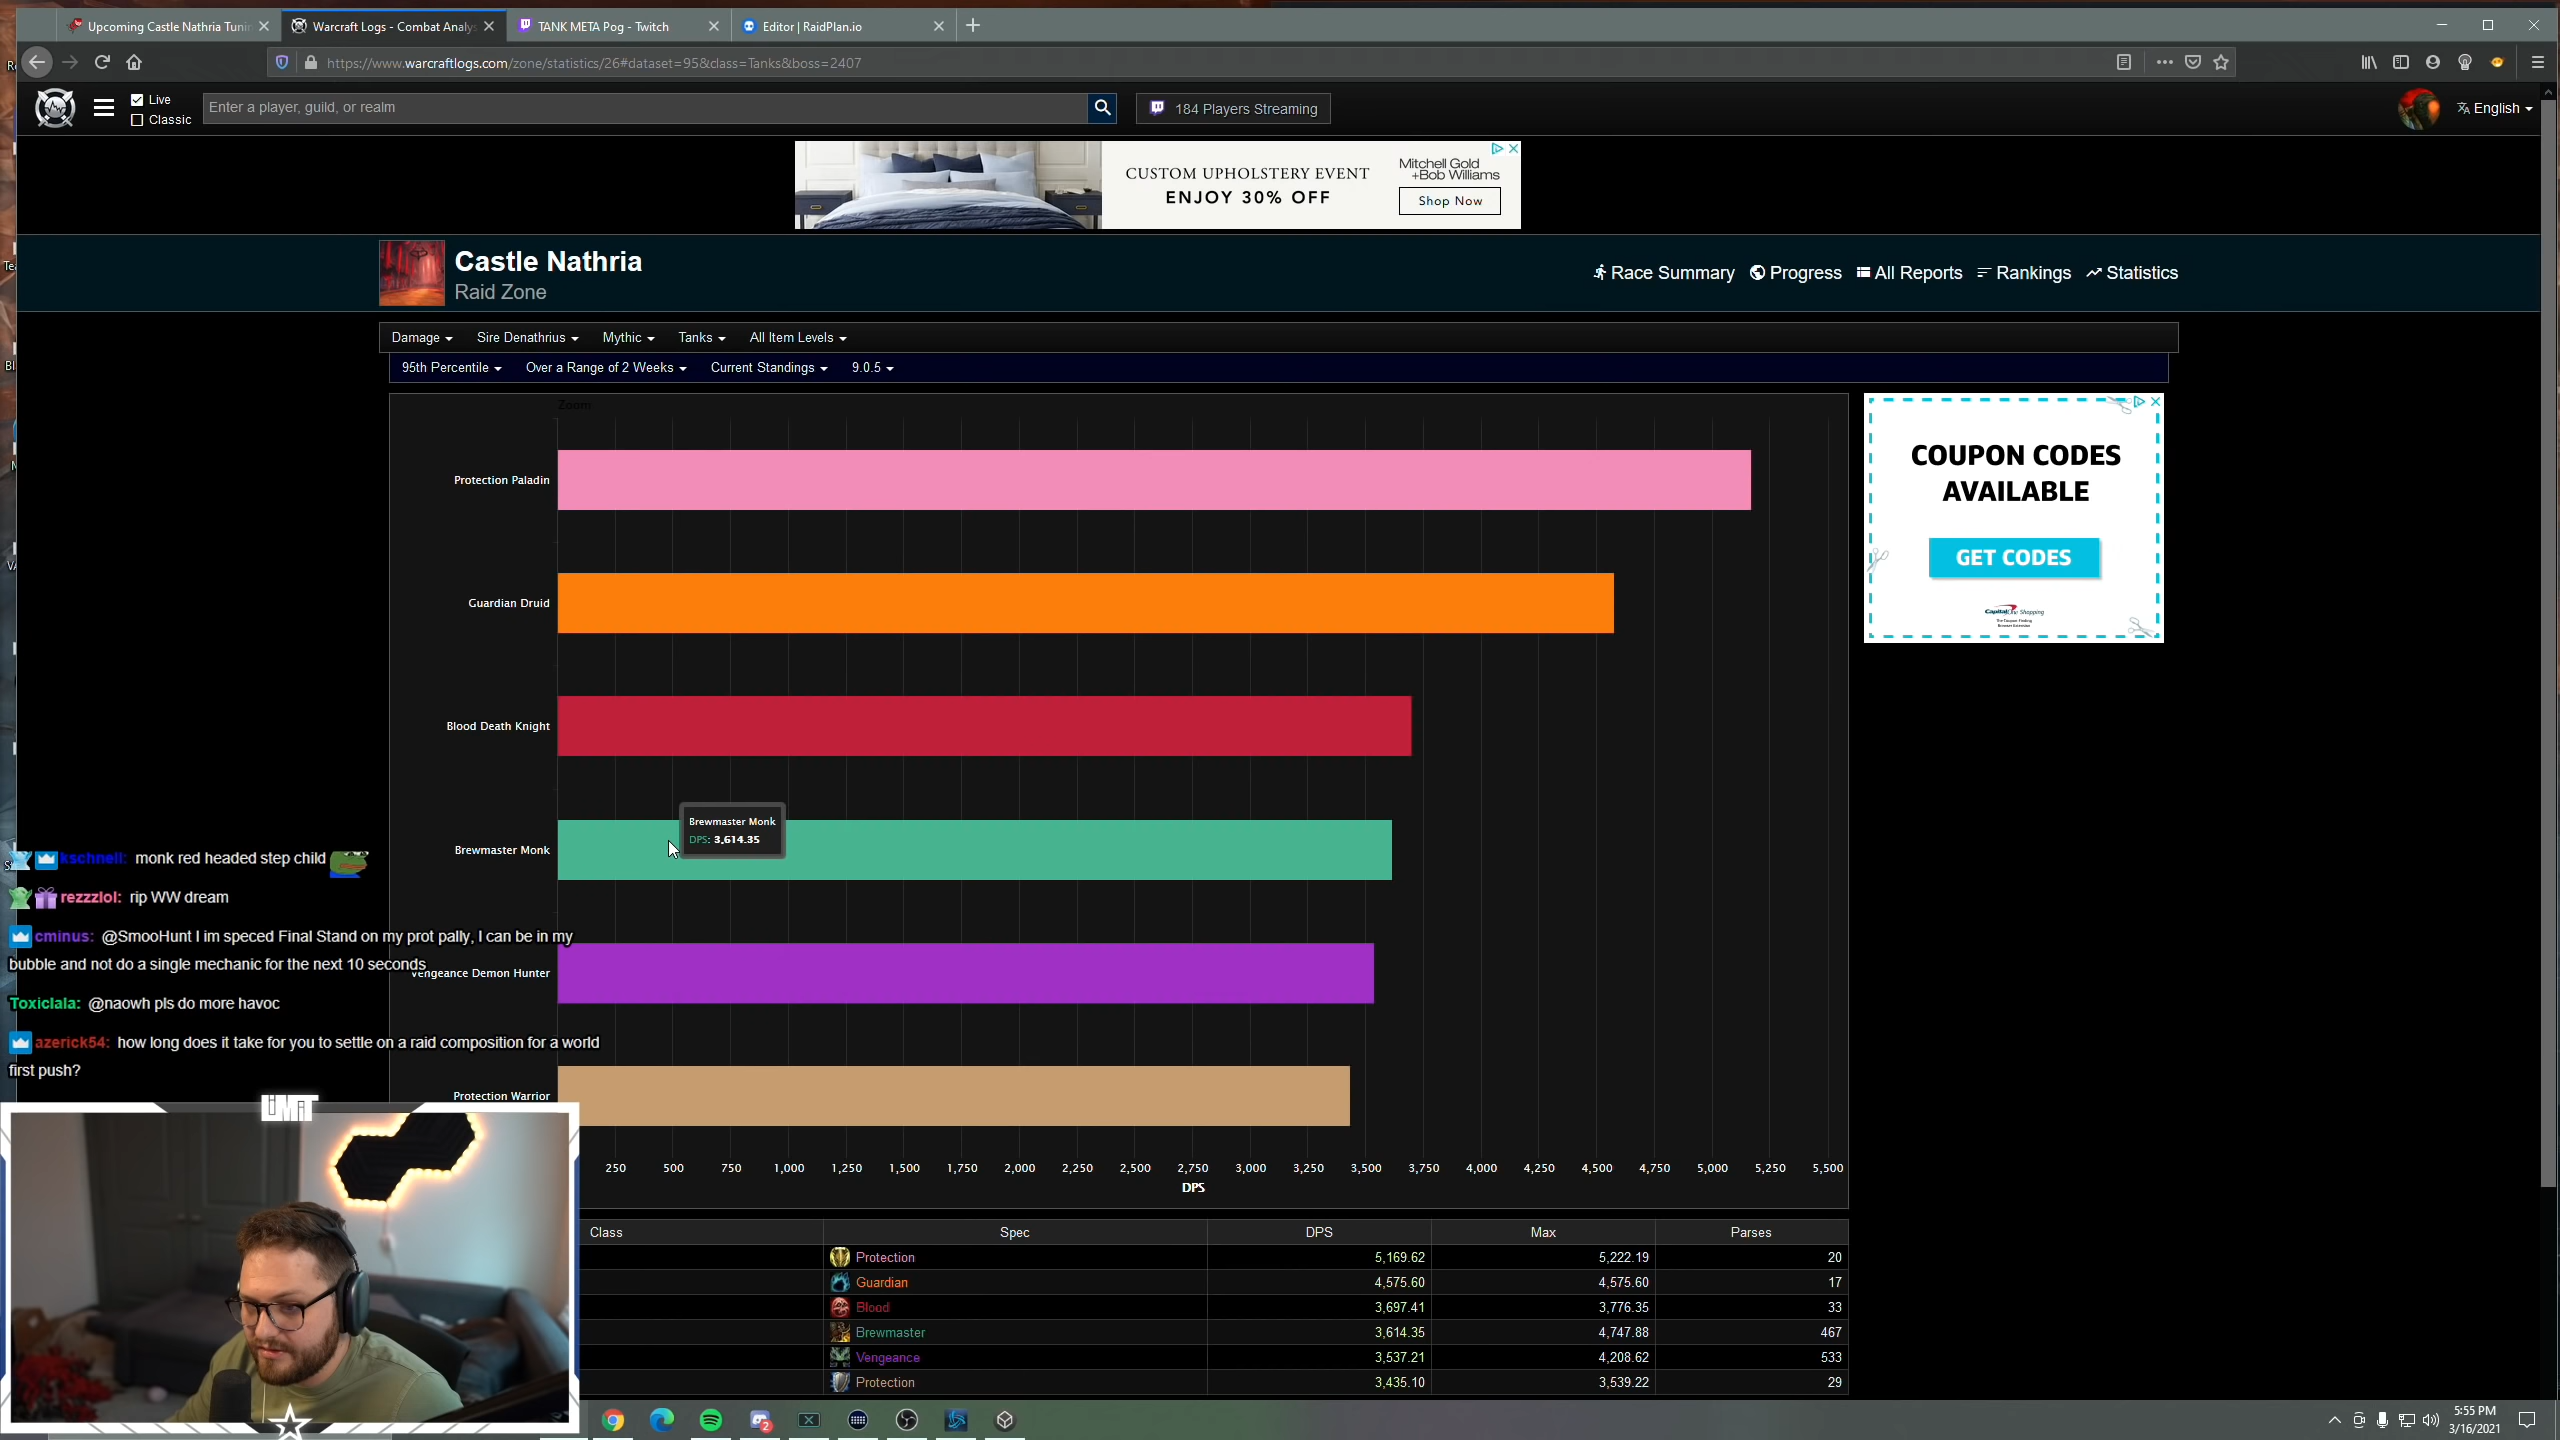 Upcoming Castle Nathria Tunin
Warcraft Logs - Combat Analys
TANK META Pog - Twitch
Editor | RaidPlan.io
https://www.warcraftlogs.com/zone/statistics/26#dataset=95&class=Tanks&boss=2407
Live
Classic
Enter a player, guild, or realm
184 Players Streaming
English
CUSTOM UPHOLSTERY EVENT
ENJOY 30% OFF
Mitchell Gold
+Bob Williams
Shop Now
Castle Nathria
Raid Zone
Race Summary Progress All Reports Rankings Statistics
Damage Sire Denathrius Mythic Tanks All Item Levels
95th Percentile Over a Range of 2 Weeks Current Standings 9.0.5
Zoom
Protection Paladin
Guardian Druid
Blood Death Knight
Brewmaster Monk
Brewmaster Monk
DPS: 3,614.35
Vengeance Demon Hunter
Protection Warrior
250 500 750 1,000 1,250 1,500 1,750 2,000 2,250 2,500 2,750 3,000 3,250 3,500 3,750 4,000 4,250 4,500 4,750 5,000 5,250 5,500
DPS
COUPON CODES
AVAILABLE
GET CODES
Capital One Shopping
kschnell: monk red headed step child
rezzzlol: rip WW dream
cminus: @SmooHunt I im speced Final Stand on my prot pally, I can be in my
bubble and not do a single mechanic for the next 10 seconds
Toxiclala: @naowh pls do more havoc
azerick54: how long does it take for you to settle on a raid composition for a world
first push?
LIMIT
Class Spec DPS Max Parses
Protection 5,169.62 5,222.19 20
Guardian 4,575.60 4,575.60 17
Blood 3,697.41 3,776.35 33
Brewmaster 3,614.35 4,747.88 467
Vengeance 3,537.21 4,208.62 533
Protection 3,435.10 3,539.22 29
2
5:55 PM
3/16/2021